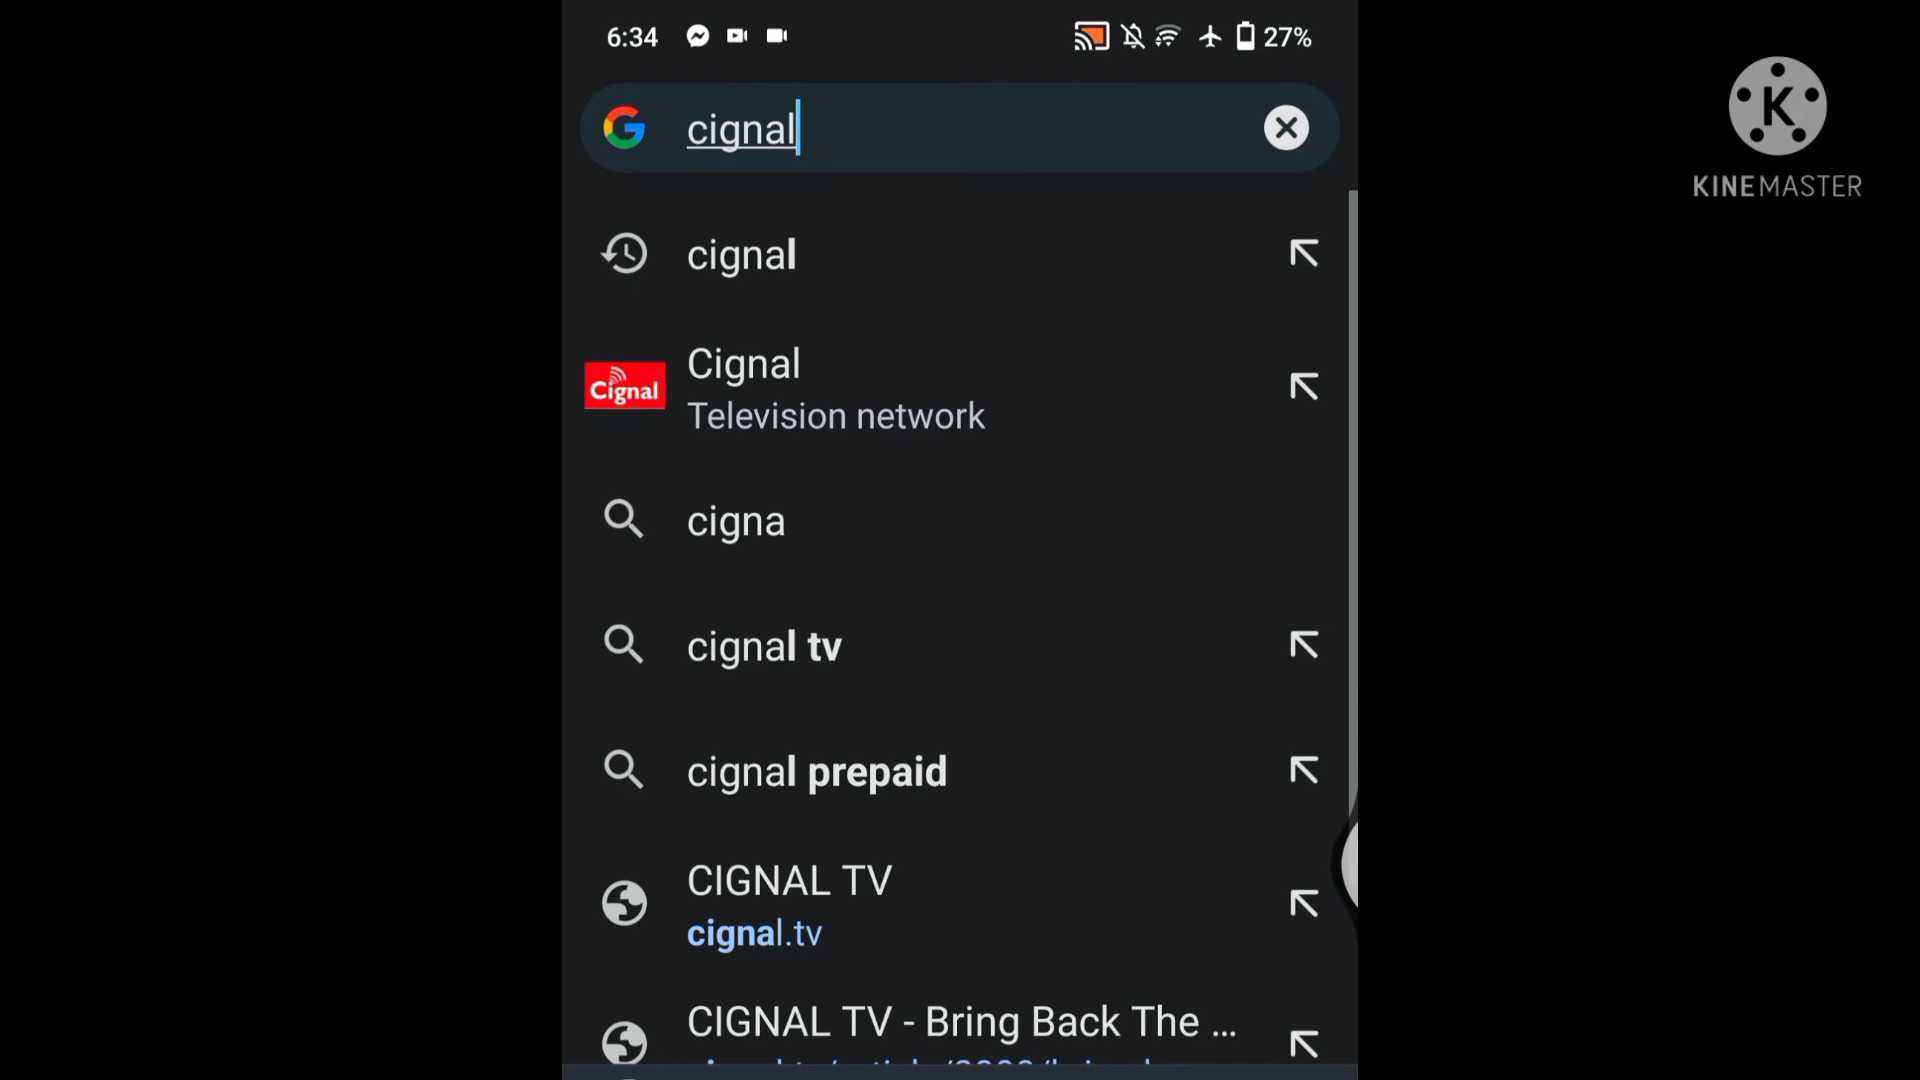 6:34
27%
cignal
KINEMASTER
cignal
Cignal
Cignal
Television network
cigna
cignal tv
cignal prepaid
CIGNAL TV
cignal.tv
CIGNAL TV - Bring Back The ...